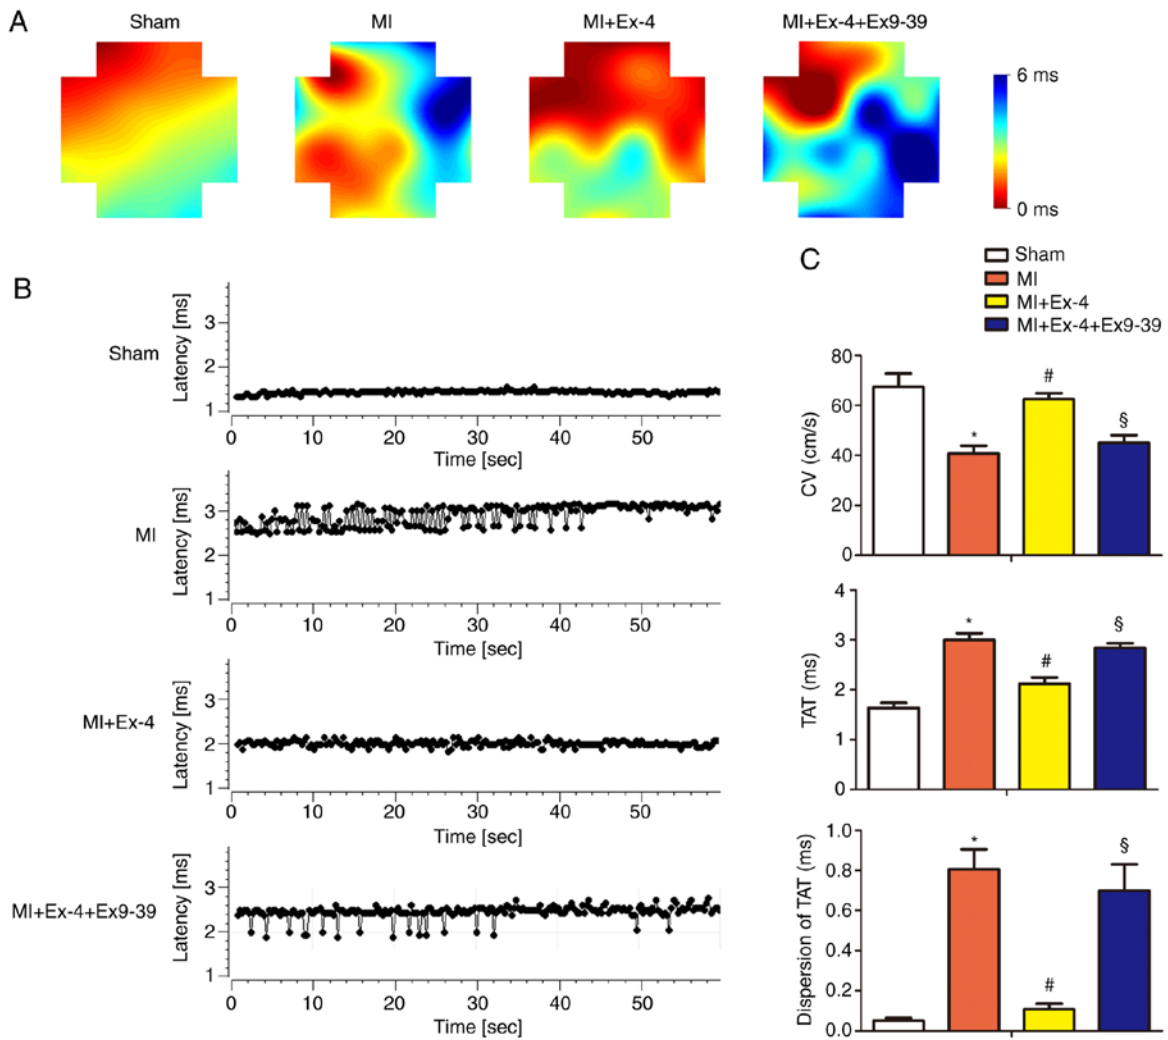 A
Sham
MI
MI+Ex-4
MI+Ex-4+Ex9-39
6 ms
0 ms
B
Sham
Latency [ms]
3
2
1
0 10 20 30 40 50
Time [sec]
MI
Latency [ms]
3
2
1
0 10 20 30 40 50
Time [sec]
MI+Ex-4
Latency [ms]
3
2
1
0 10 20 30 40 50
Time [sec]
MI+Ex-4+Ex9-39
Latency [ms]
3
2
1
0 10 20 30 40 50
Time [sec]
C
Sham
MI
MI+Ex-4
MI+Ex-4+Ex9-39
CV (cm/s)
80
60
40
20
0
* # §
TAT (ms)
4
3
2
1
0
* # §
Dispersion of TAT (ms)
1.0
0.8
0.6
0.4
0.2
0.0
* # §